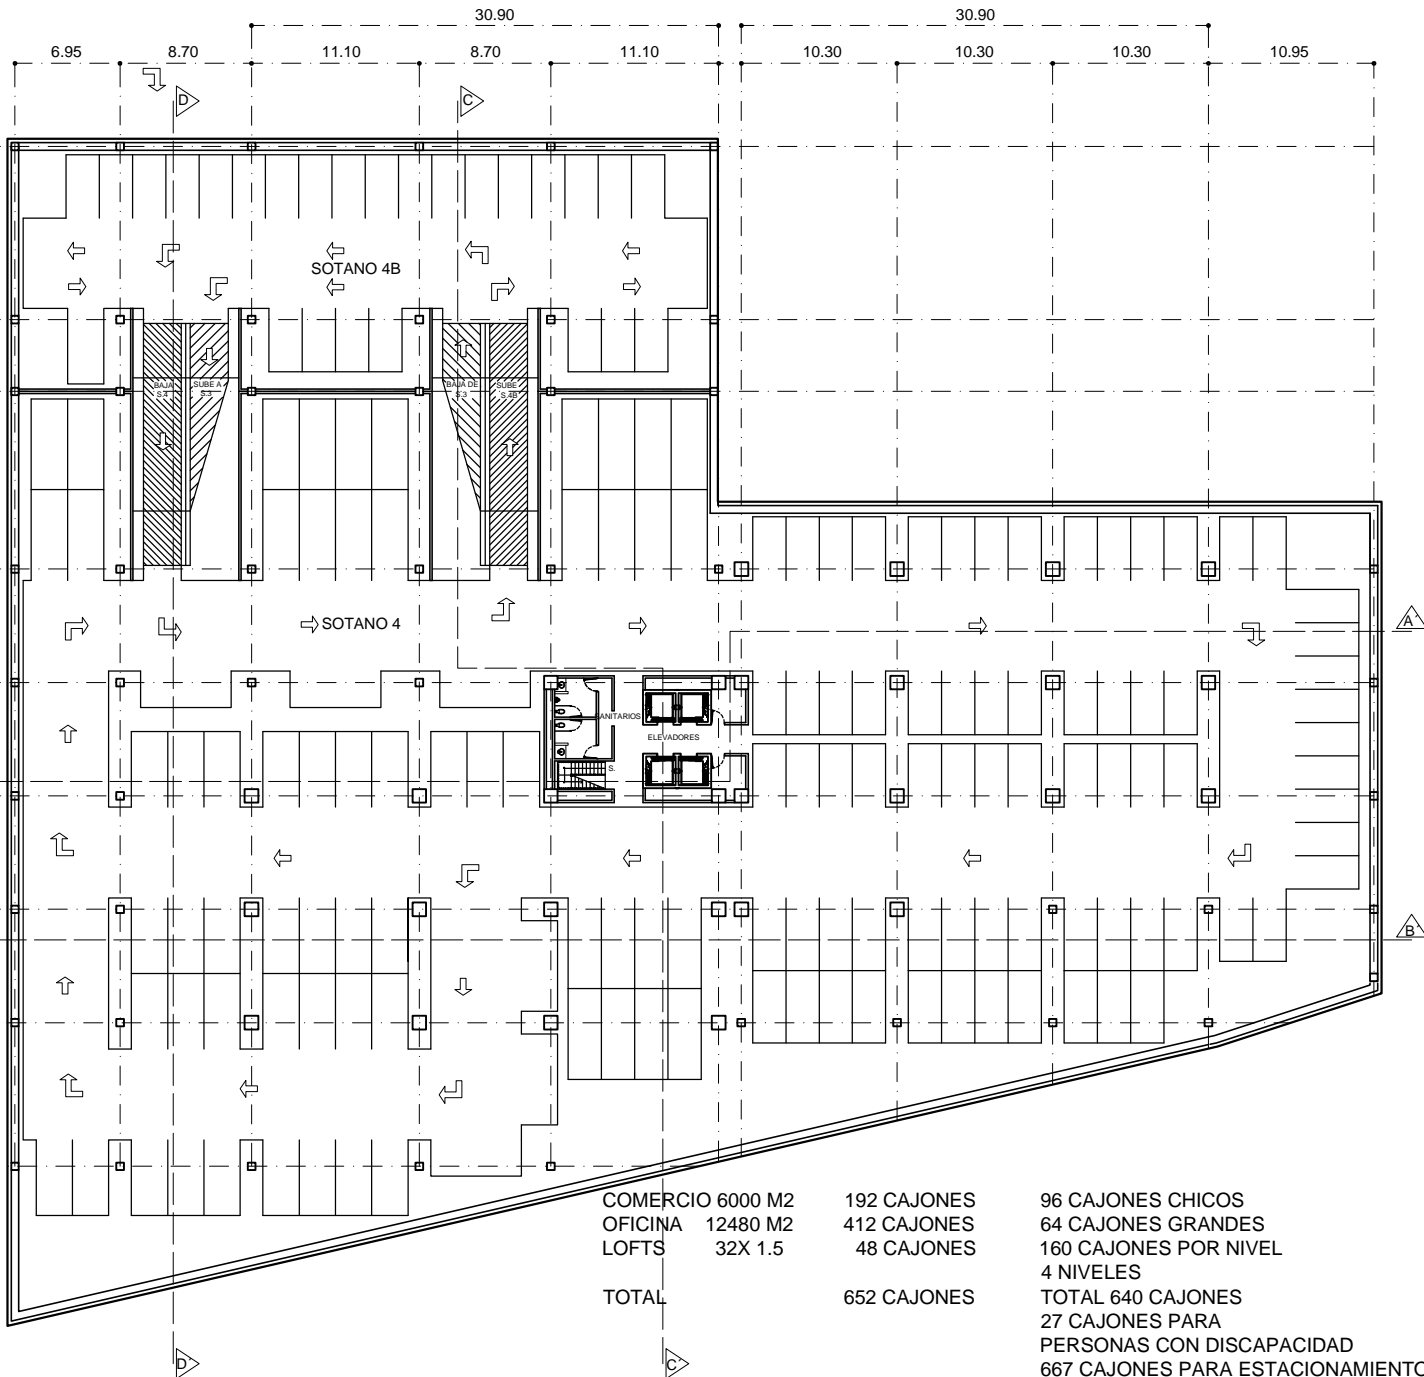 30.90
30.90
6.95
8.70
11.10
8.70
11.10
10.30
10.30
10.30
10.95
D
C
SOTANO 4B
BAJA
S.4
SUBE A
S.3
BAJA DE
S.3
SUBE
S.4B
SOTANO 4
A'
SANITARIOS
ELEVADORES
S.
B'
COMERCIO 6000 M2 192 CAJONES 96 CAJONES CHICOS
OFICINA 12480 M2 412 CAJONES 64 CAJONES GRANDES
LOFTS 32X 1.5 48 CAJONES 160 CAJONES POR NIVEL
4 NIVELES
TOTAL 652 CAJONES TOTAL 640 CAJONES
27 CAJONES PARA
PERSONAS CON DISCAPACIDAD
667 CAJONES PARA ESTACIONAMIENTO
D'
C'